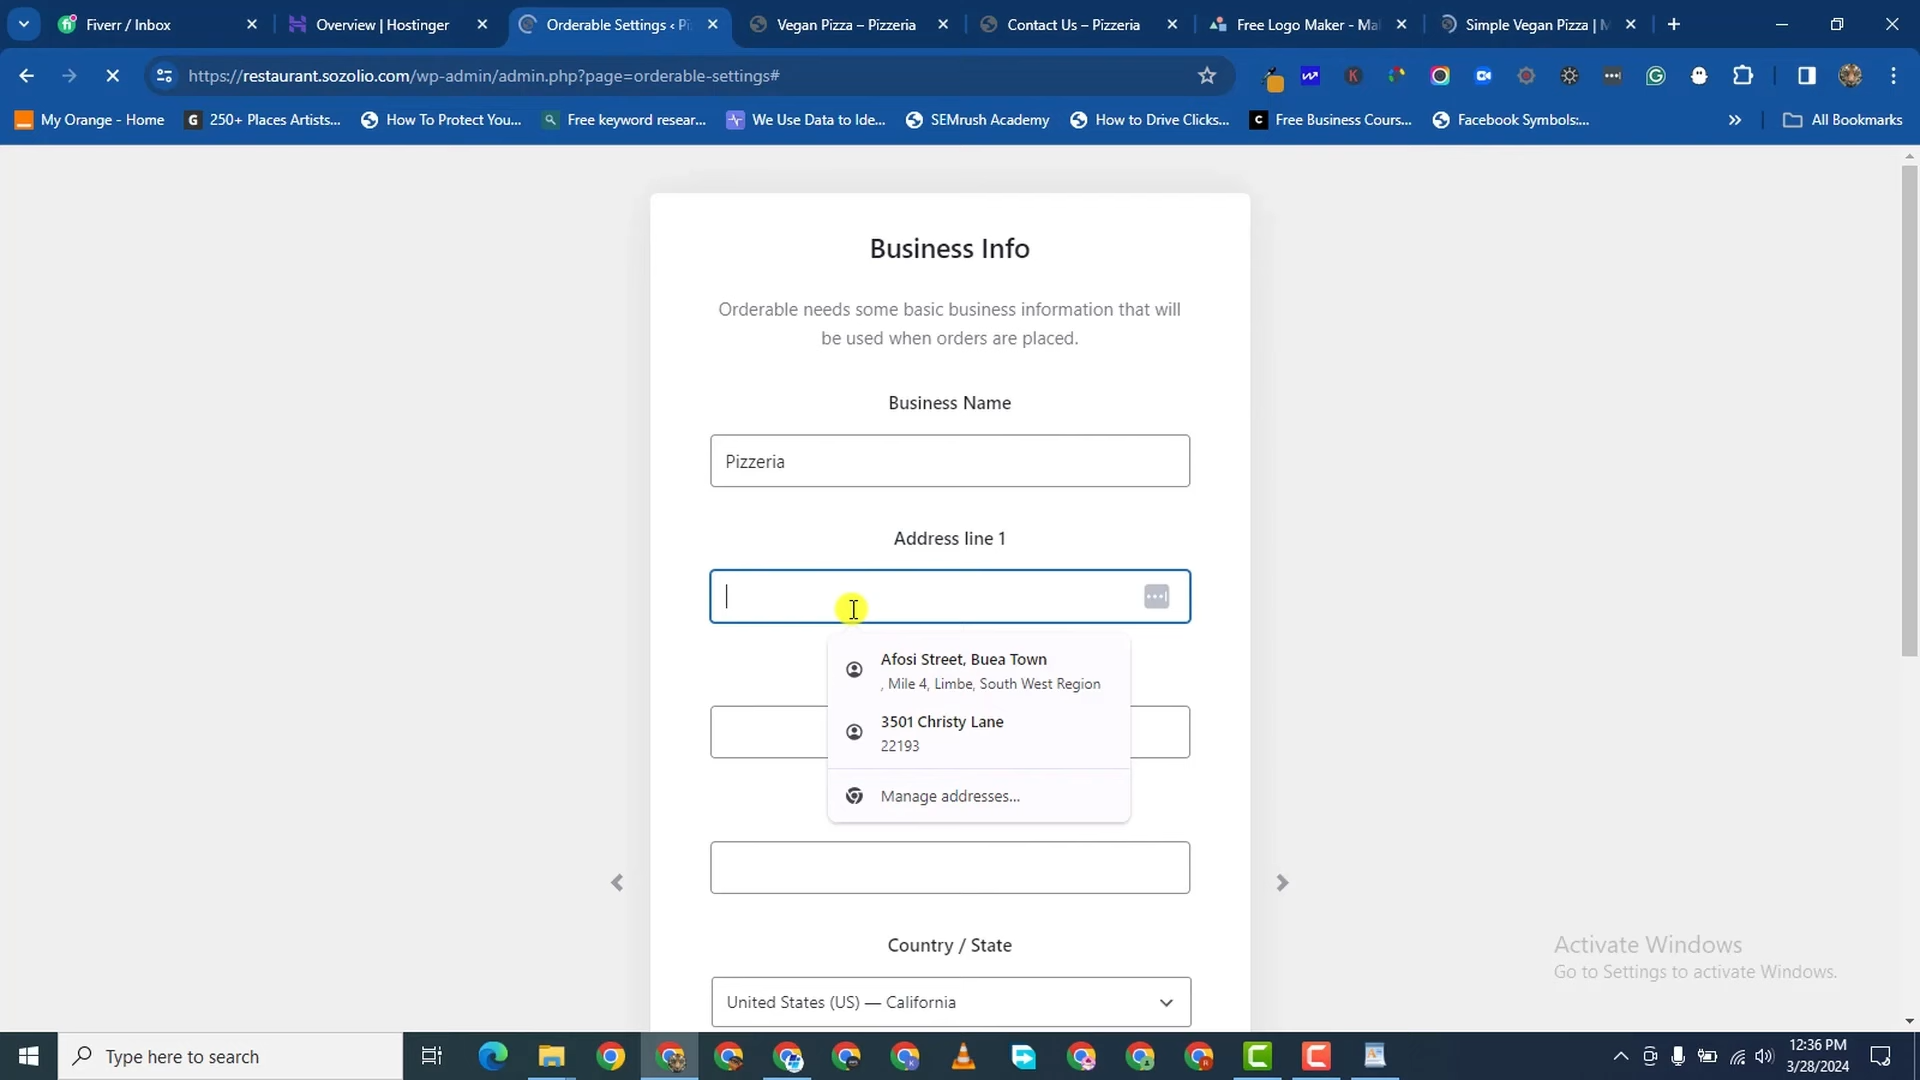 Fiverr / Inbox
Overview | Hostinger
Orderable Settings ‹ Pi
Vegan Pizza – Pizzeria
Contact Us – Pizzeria
Free Logo Maker - Ma
Simple Vegan Pizza | M
https://restaurant.sozolio.com/wp-admin/admin.php?page=orderable-settings#
My Orange - Home
250+ Places Artists...
How To Protect You...
Free keyword resear...
We Use Data to Ide...
SEMrush Academy
How to Drive Clicks...
Free Business Cours...
Facebook Symbols:...
All Bookmarks
Business Info
Orderable needs some basic business information that will
be used when orders are placed.
Business Name
Pizzeria
Address line 1
Afosi Street, Buea Town
, Mile 4, Limbe, South West Region
3501 Christy Lane
22193
Manage addresses...
Country / State
United States (US) — California
Activate Windows
Go to Settings to activate Windows.
Type here to search
12:36 PM
3/28/2024